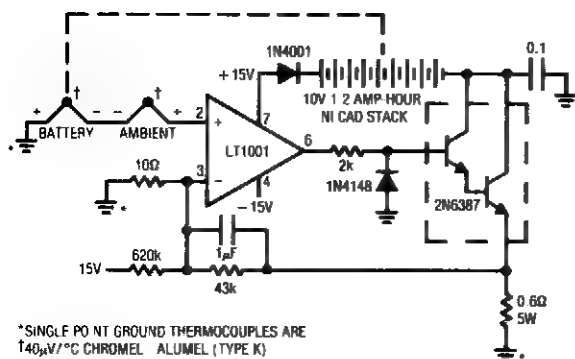 1N4001
0.1
+15V
10V 1 2 AMP-HOUR
NI CAD STACK
† †
+ - - + 2 + 7
BATTERY AMBIENT
LT1001
6
2k
10Ω
3 -
4
-15V
1N4148
2N6387
1µF
620k
15V
43k
0.6Ω
5W
*SINGLE PO NT GROUND THERMOCOUPLES ARE
†40µV/°C CHROMEL ALUMEL (TYPE K)